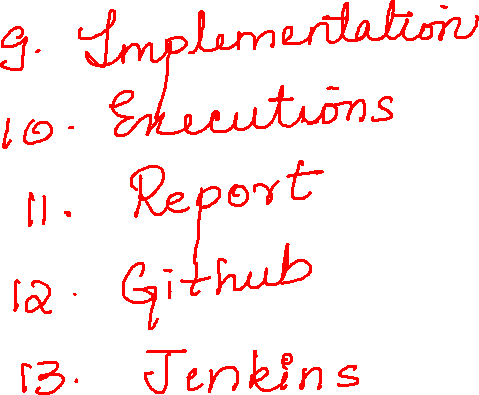 9. Implementation
10. Executions
11. Report
12. Github
13. Jenkins